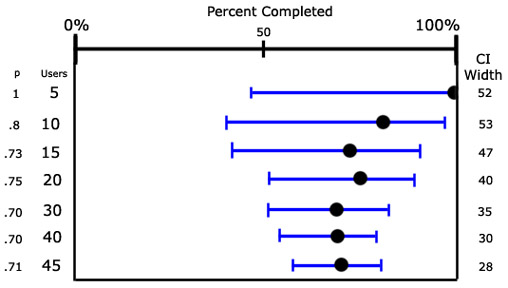 Percent Completed
0% 50 100%
P Users CI Width
1 5 52
.8 10 53
.73 15 47
.75 20 40
.70 30 35
.70 40 30
.71 45 28